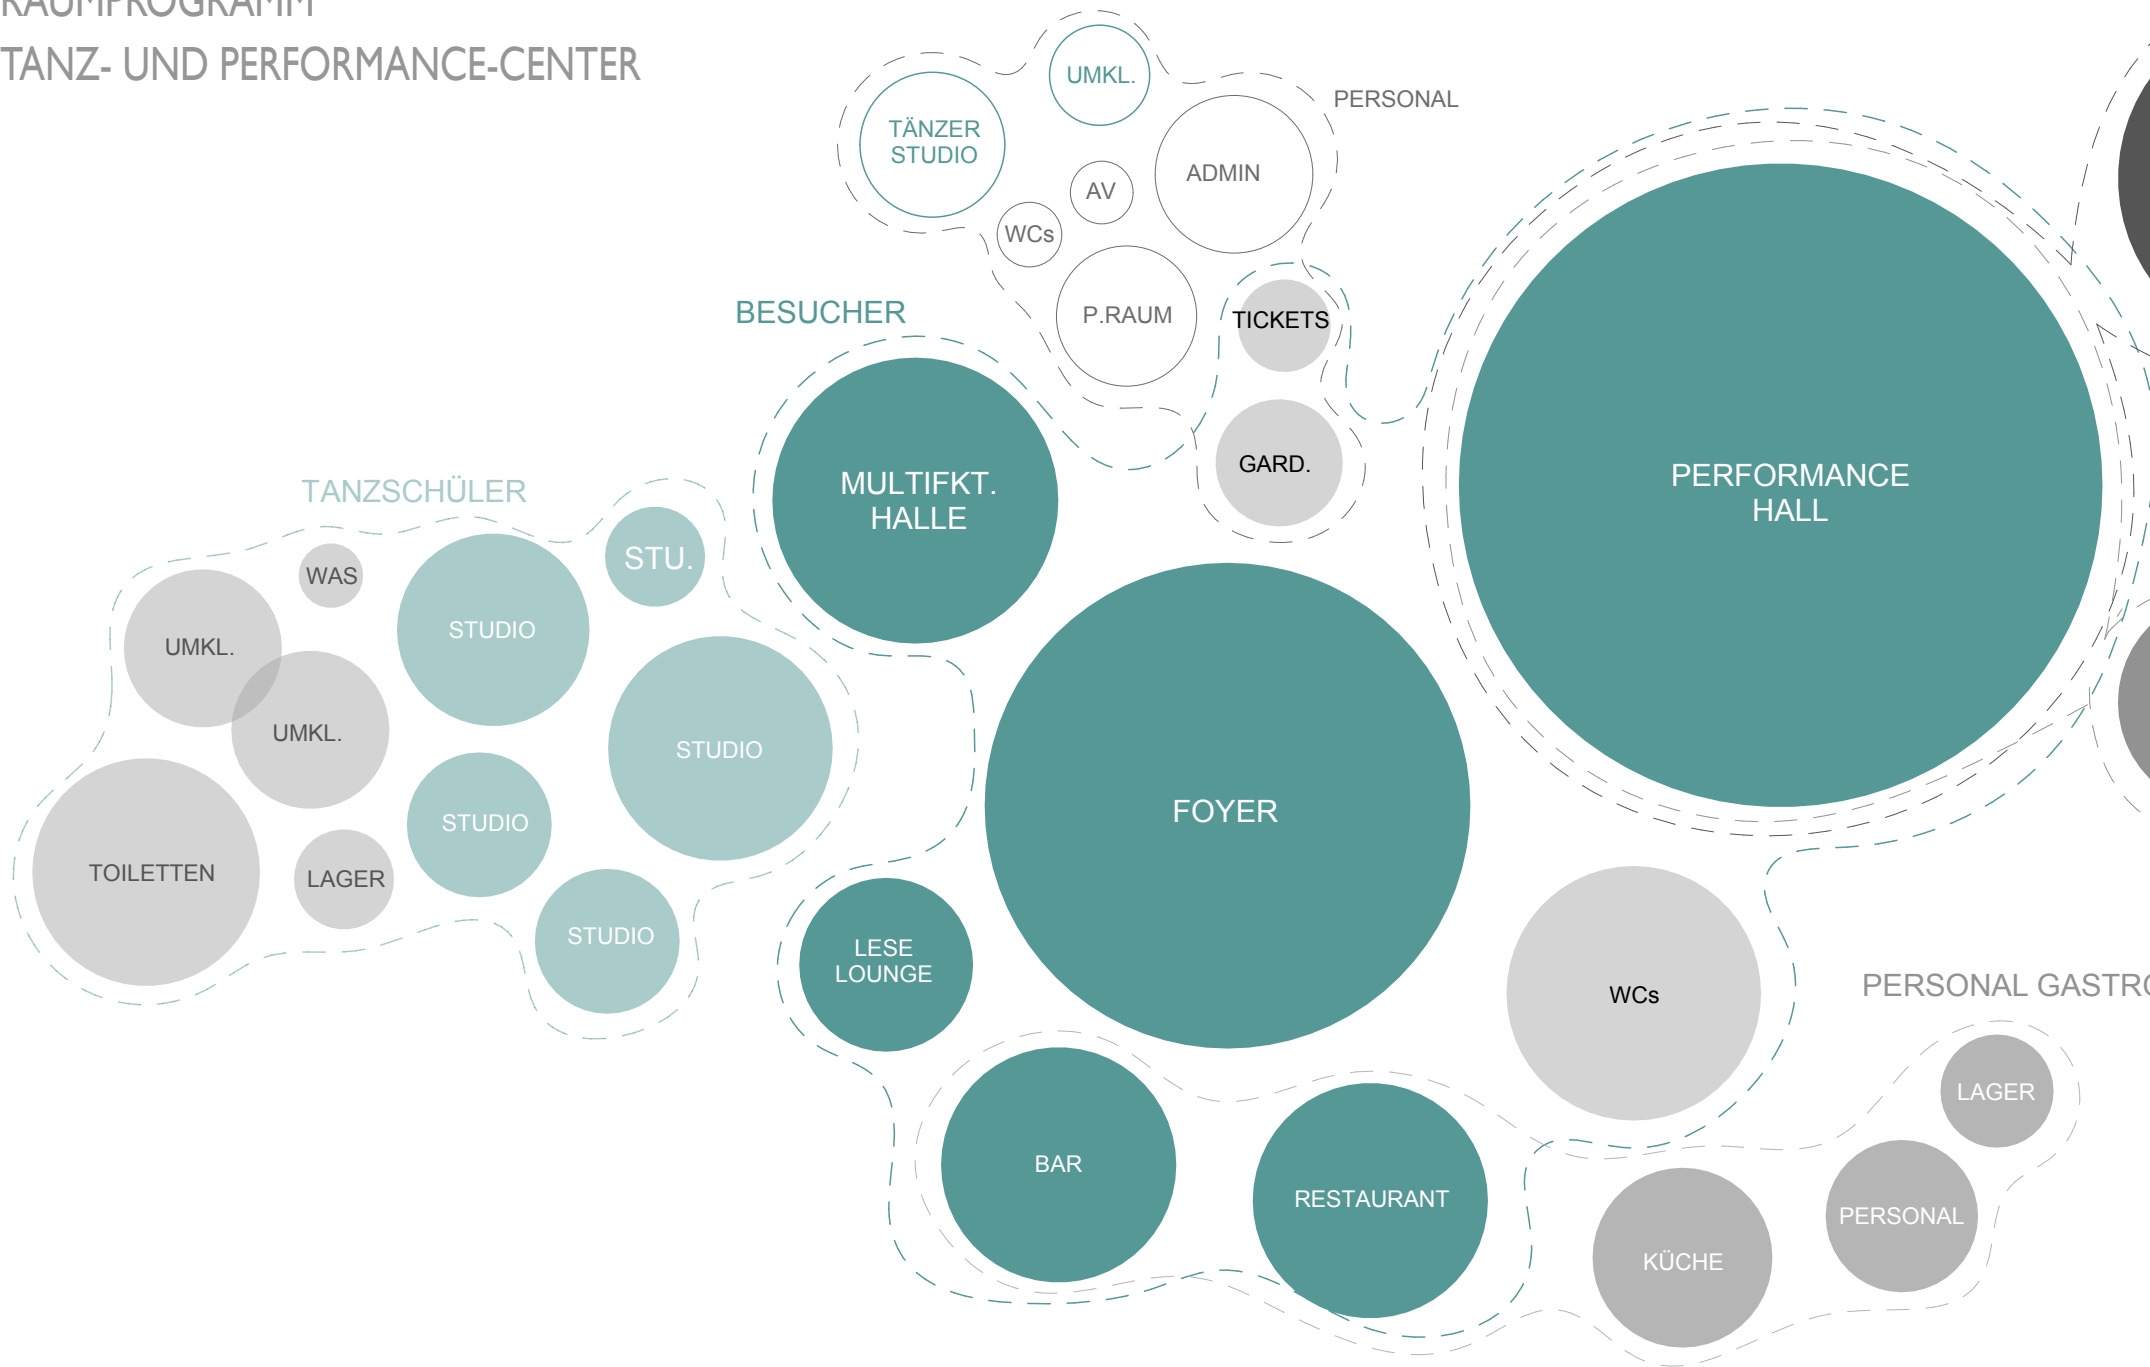 RAUMPROGRAMM
TANZ- UND PERFORMANCE-CENTER
UMKL.
PERSONAL
TÄNZER
STUDIO
ADMIN
AV
WCs
P.RAUM
TICKETS
BESUCHER
GARD.
MULTIFKT.
HALLE
PERFORMANCE
HALL
TANZSCHÜLER
STU.
WAS
STUDIO
UMKL.
UMKL.
STUDIO
STUDIO
TOILETTEN
LAGER
STUDIO
FOYER
LESE
LOUNGE
WCs
PERSONAL GASTRO
LAGER
BAR
RESTAURANT
PERSONAL
KÜCHE